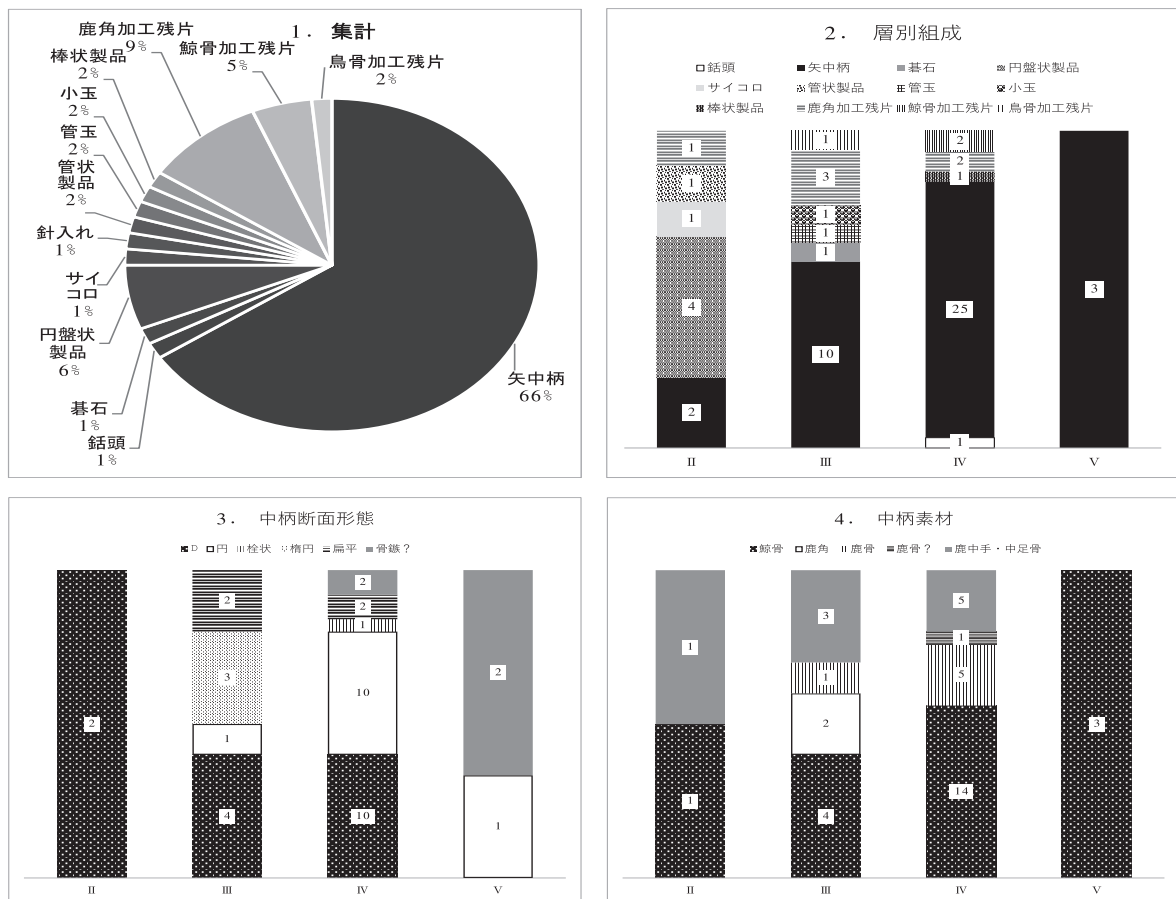 1． 集計
鹿角加工残片
9%
鯨骨加工残片
5%
鳥骨加工残片
2%
棒状製品
2%
小玉
2%
管玉
2%
管状
製品
2%
針入れ
1%
サイ
コロ
1%
円盤状
製品
6%
碁石
1%
銛頭
1%
矢中柄
66%
2． 層別組成
銛頭 矢中柄 碁石 円盤状製品
サイコロ 管状製品 管玉 小玉
棒状製品 鹿角加工残片 鯨骨加工残片 鳥骨加工残片
1
1
1
4
2
1
3
1
1
1
10
2
2
1
25
1
3
II III IV V
3． 中柄断面形態
D 円 栓状 楕円 扁平 骨鏃？
2
2
3
1
4
2
2
1
10
10
2
1
II III IV V
4． 中柄素材
鯨骨 鹿角 鹿骨 鹿骨？ 鹿中手・中足骨
1
1
3
1
2
4
5
1
5
14
3
II III IV V